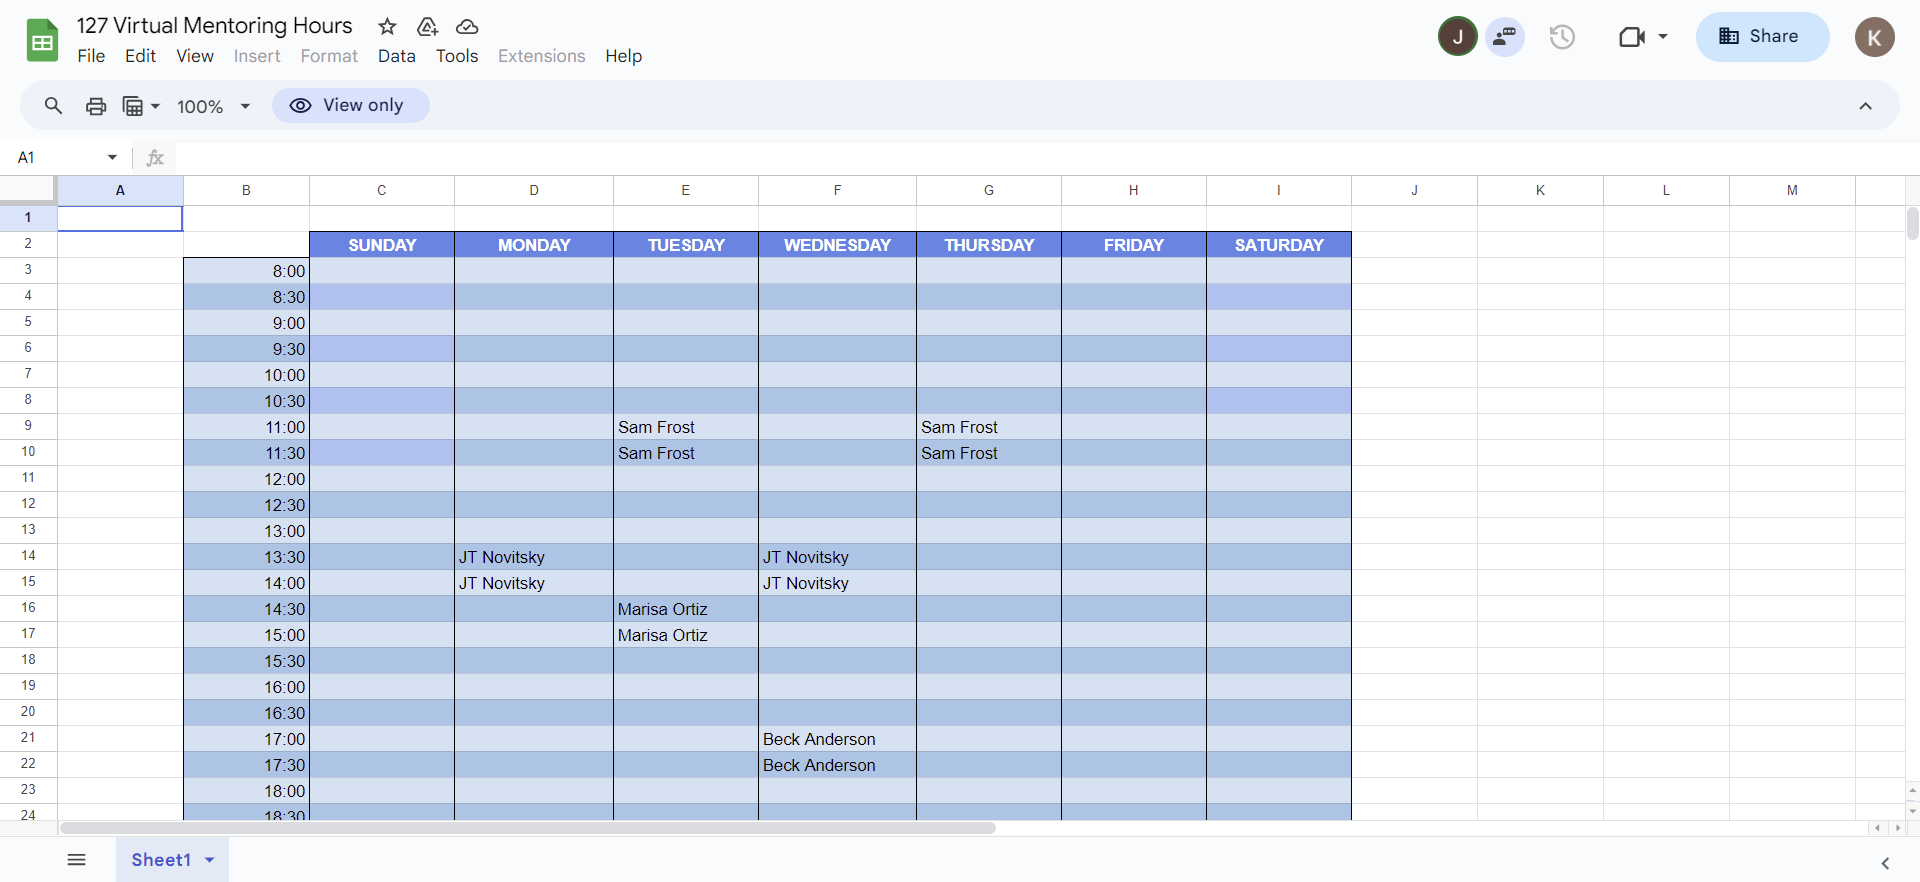 127 Virtual Mentoring Hours
J
Share
K
File Edit View Insert Format Data Tools Extensions Help
100% View only
A1 fx
A B C D E F G H I J K L M
1
2 SUNDAY MONDAY TUESDAY WEDNESDAY THURSDAY FRIDAY SATURDAY
3 8:00
4 8:30
5 9:00
6 9:30
7 10:00
8 10:30
9 11:00 Sam Frost Sam Frost
10 11:30 Sam Frost Sam Frost
11 12:00
12 12:30
13 13:00
14 13:30 JT Novitsky JT Novitsky
15 14:00 JT Novitsky JT Novitsky
16 14:30 Marisa Ortiz
17 15:00 Marisa Ortiz
18 15:30
19 16:00
20 16:30
21 17:00 Beck Anderson
22 17:30 Beck Anderson
23 18:00
24 18:30
Sheet1